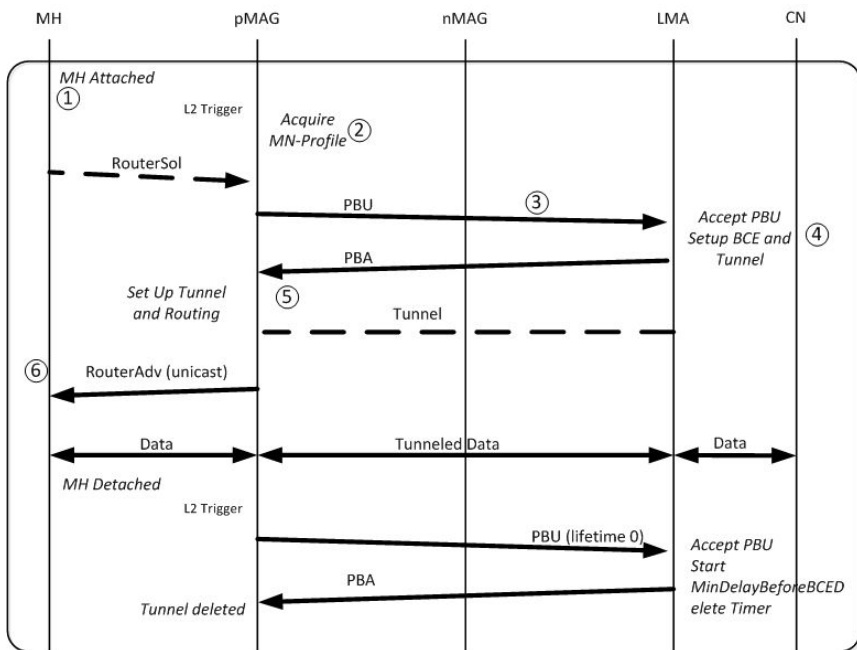 MH pMAG nMAG LMA CN
MH Attached
①
L2 Trigger
Acquire
MN-Profile ②
RouterSol
PBU ③
Accept PBU
Setup BCE and
Tunnel
④
PBA
Set Up Tunnel
and Routing
⑤
Tunnel
⑥
RouterAdv (unicast)
Data Tunneled Data Data
MH Detached
L2 Trigger
PBU (lifetime 0)
Accept PBU
Start
MinDelayBeforeBCED
elete Timer
PBA
Tunnel deleted